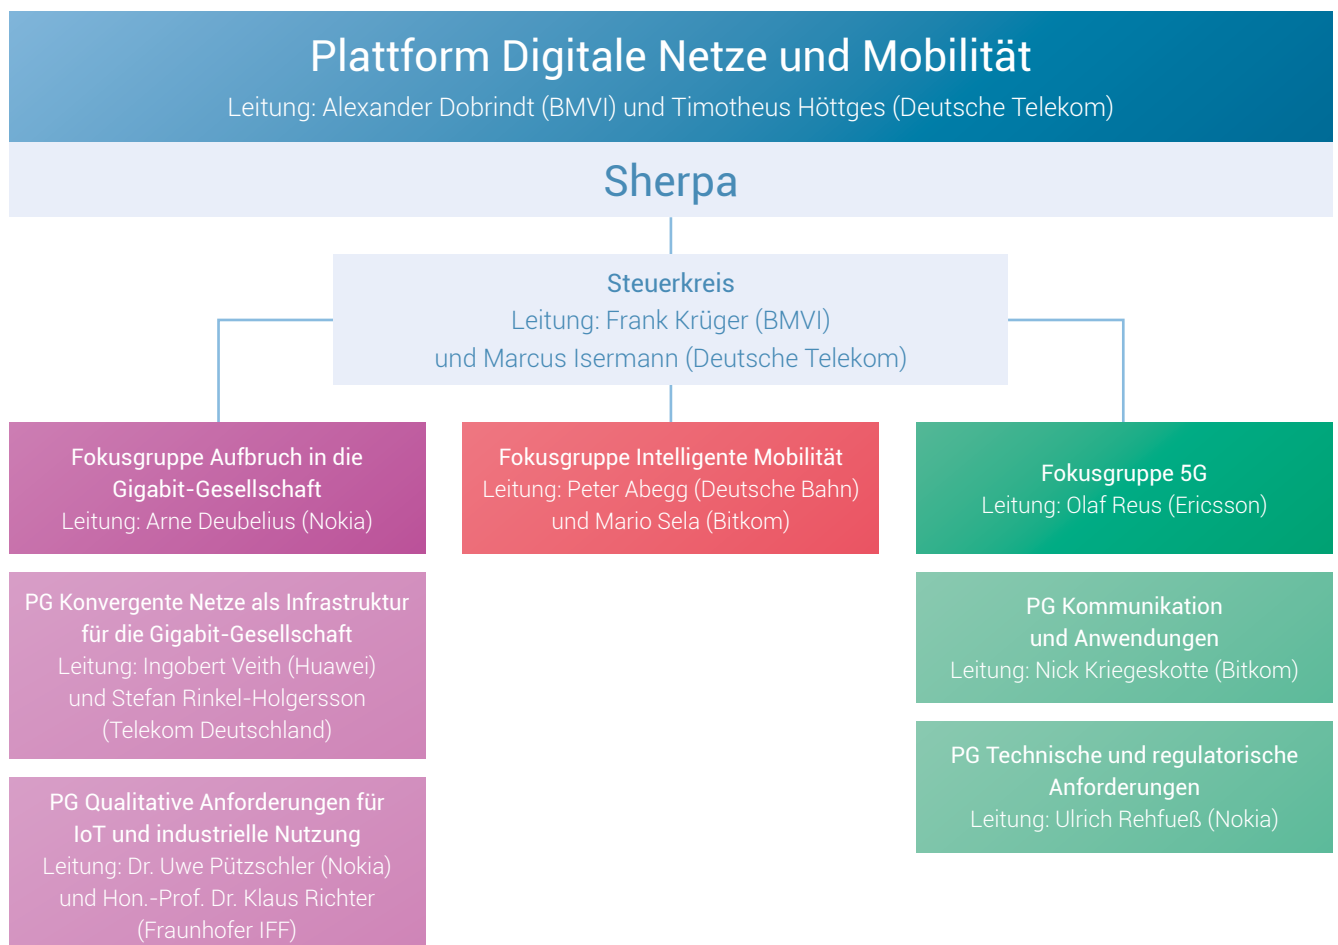 Plattform Digitale Netze und Mobilität
Leitung: Alexander Dobrindt (BMVI) und Timotheus Höttges (Deutsche Telekom)
Sherpa
Steuerkreis
Leitung: Frank Krüger (BMVI)
und Marcus Isermann (Deutsche Telekom)
Fokusgruppe Aufbruch in die
Gigabit-Gesellschaft
Leitung: Arne Deubelius (Nokia)
PG Konvergente Netze als Infrastruktur
für die Gigabit-Gesellschaft
Leitung: Ingobert Veith (Huawei)
und Stefan Rinkel-Holgersson
(Telekom Deutschland)
PG Qualitative Anforderungen für
IoT und industrielle Nutzung
Leitung: Dr. Uwe Pützschler (Nokia)
und Hon.-Prof. Dr. Klaus Richter
(Fraunhofer IFF)
Fokusgruppe Intelligente Mobilität
Leitung: Peter Abegg (Deutsche Bahn)
und Mario Sela (Bitkom)
Fokusgruppe 5G
Leitung: Olaf Reus (Ericsson)
PG Kommunikation
und Anwendungen
Leitung: Nick Kriegeskotte (Bitkom)
PG Technische und regulatorische
Anforderungen
Leitung: Ulrich Rehfueß (Nokia)